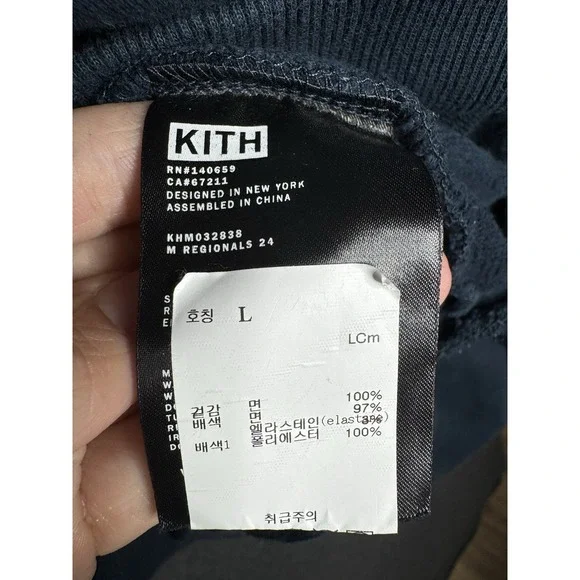 KITH
RN#140659
CA#67211
DESIGNED IN NEW YORK
ASSEMBLED IN CHINA
KHM032838
M REGIONALS 24
호칭 L
LCm
겉감 면 100%
배색 면 97%
엘라스테인(elastane) 3%
배색1 폴리에스터 100%
취급주의